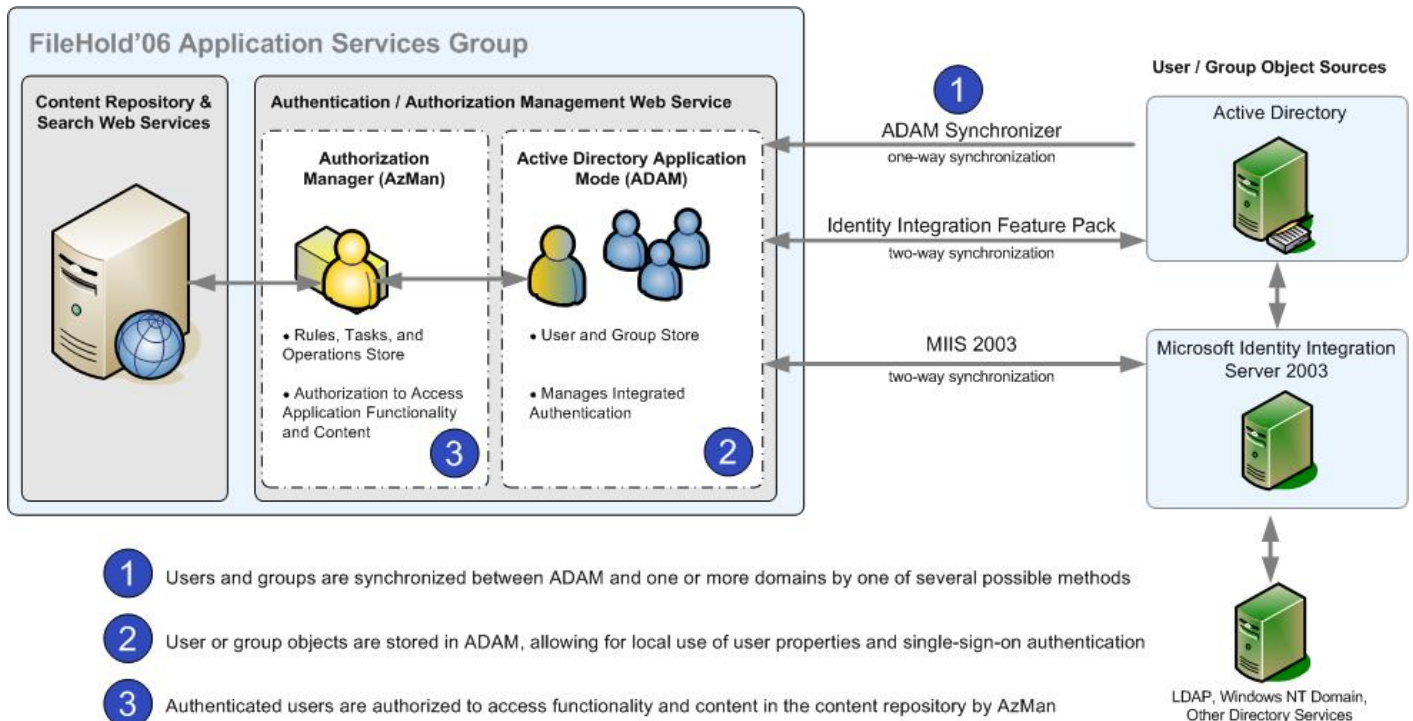 FileHold'06 Application Services Group
Content Repository &
Search Web Services
Authentication / Authorization Management Web Service
Authorization
Manager (AzMan)
• Rules, Tasks, and
Operations Store
• Authorization to Access
Application Functionality
and Content
3
Active Directory Application
Mode (ADAM)
• User and Group Store
• Manages Integrated
Authentication
2
1
ADAM Synchronizer
one-way synchronization
Identity Integration Feature Pack
two-way synchronization
MIIS 2003
two-way synchronization
User / Group Object Sources
Active Directory
Microsoft Identity Integration
Server 2003
LDAP, Windows NT Domain,
Other Directory Services
1 Users and groups are synchronized between ADAM and one or more domains by one of several possible methods
2 User or group objects are stored in ADAM, allowing for local use of user properties and single-sign-on authentication
3 Authenticated users are authorized to access functionality and content in the content repository by AzMan